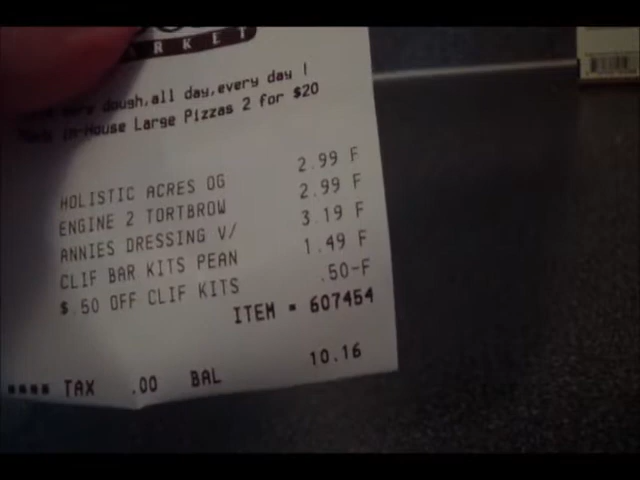 ARKET
dough,all day,every day |
In-House Large Pizzas 2 for $20
HOLISTIC ACRES OG 2.99 F
ENGINE 2 TORTBROW 2.99 F
ANNIES DRESSING V/ 3.19 F
CLIF BAR KITS PEAN 1.49 F
$.50 OFF CLIF KITS .50-F
ITEM = 607454
**** TAX .00 BAL 10.16